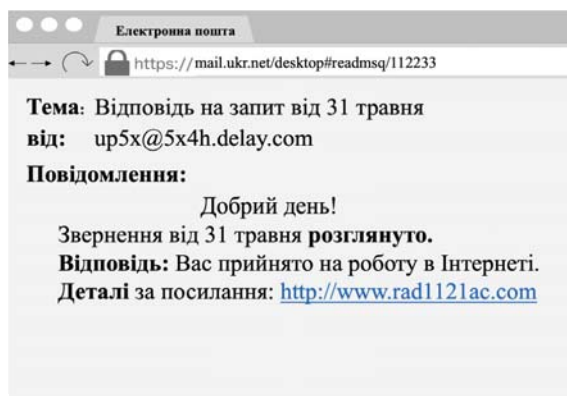 Електронна пошта
https://mail.ukr.net/desktop#readmsq/112233
Тема: Відповідь на запит від 31 травня
від: up5x@5x4h.delay.com
Повідомлення:
Добрий день!
Звернення від 31 травня розглянуто.
Відповідь: Вас прийнято на роботу в Інтернеті.
Деталі за посилання: http://www.rad1121ac.com